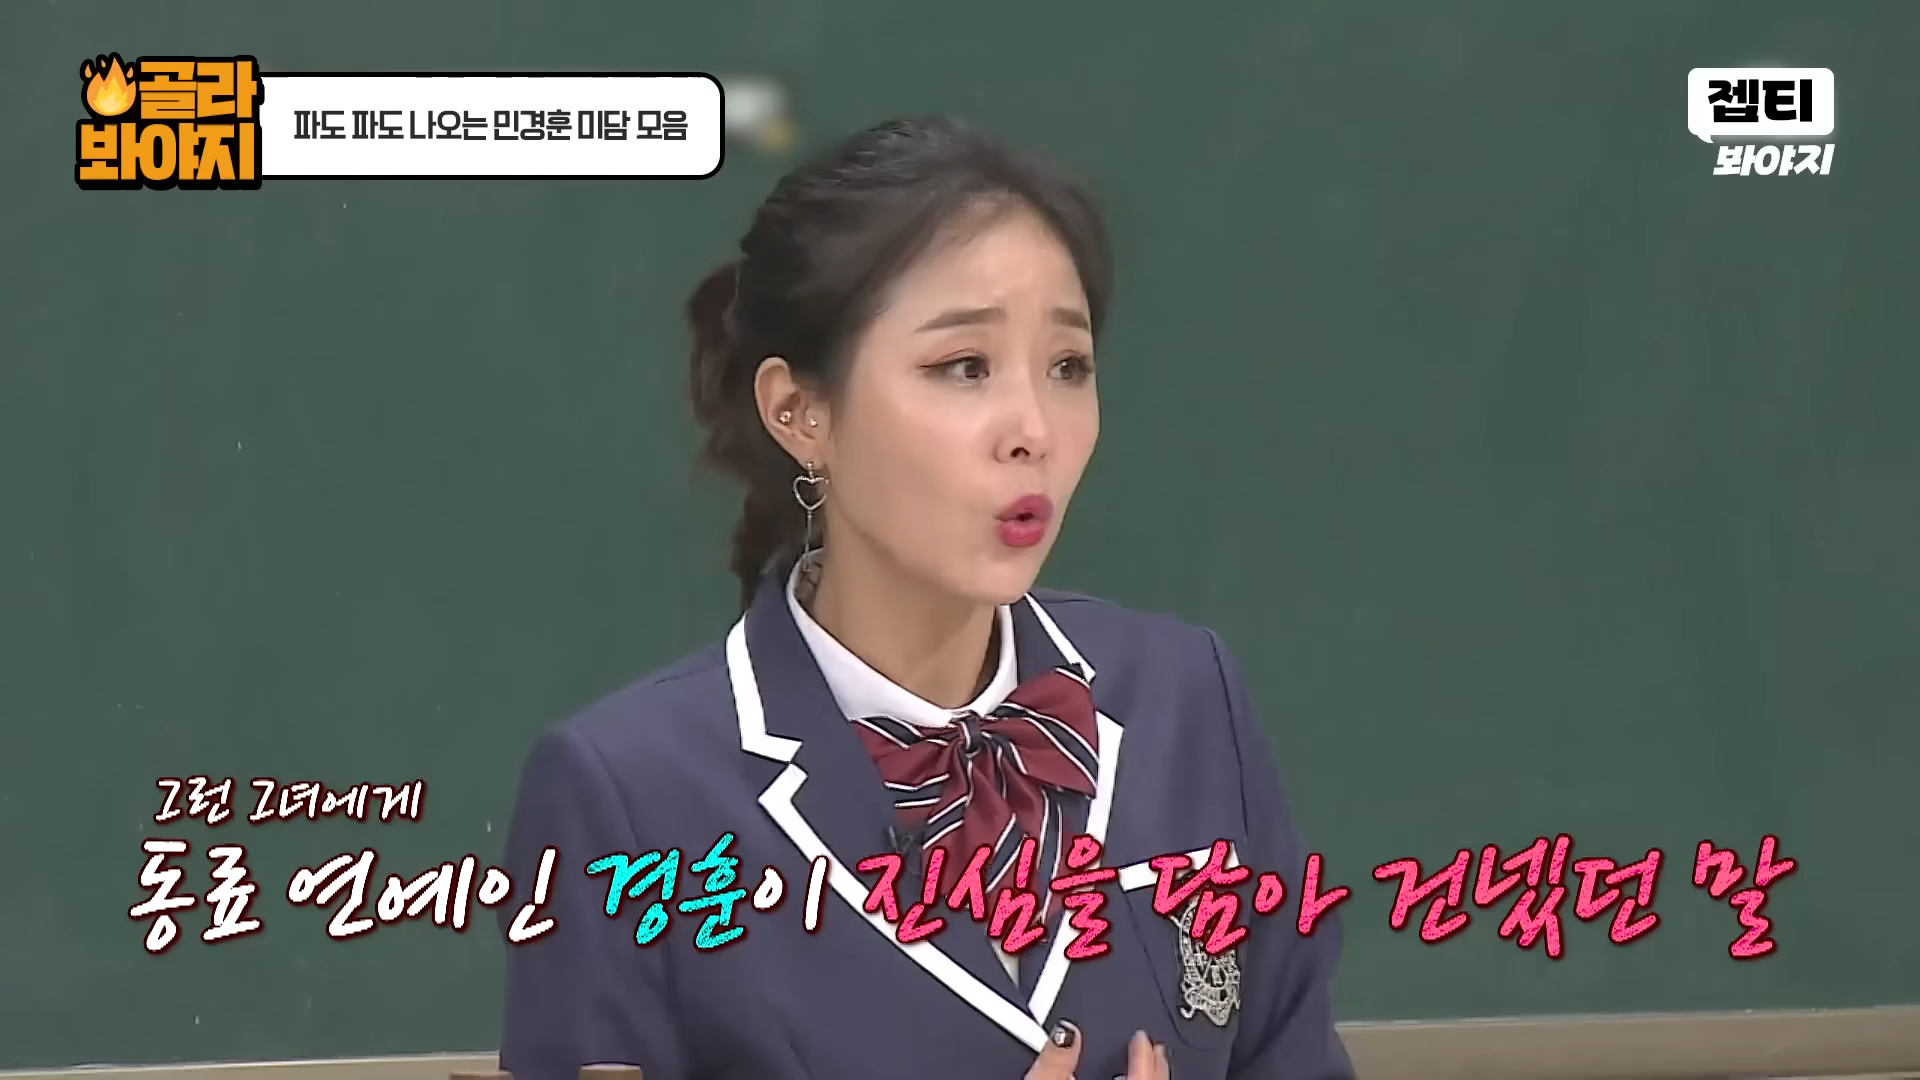 골라
봐야지
파도 파도 나오는 민경훈 미담 모음
젭티
봐야지
그런 그녀에게
동료 연예인 경훈이 진심을 담아 건넸던 말